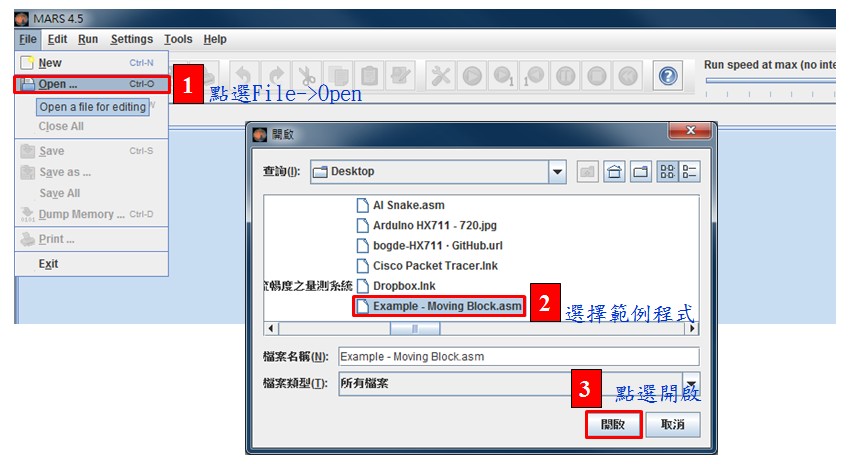 MARS 4.5
File Edit Run Settings Tools Help
New Ctrl-N
Open ... Ctrl-O
Open a file for editing
Close All
Save Ctrl-S
Save as ...
Save All
Dump Memory ... Ctrl-D
Print ...
Exit
Run speed at max (no inte
1 點選File->Open
開啟
查詢(I): Desktop
AI Snake.asm
Arduino HX711 - 720.jpg
bogde-HX711 · GitHub.url
Cisco Packet Tracer.lnk
暢度之量測系統 Dropbox.lnk
Example - Moving Block.asm
2 選擇範例程式
檔案名稱(N): Example - Moving Block.asm
檔案類型(T): 所有檔案
3 點選開啟
開啟 取消